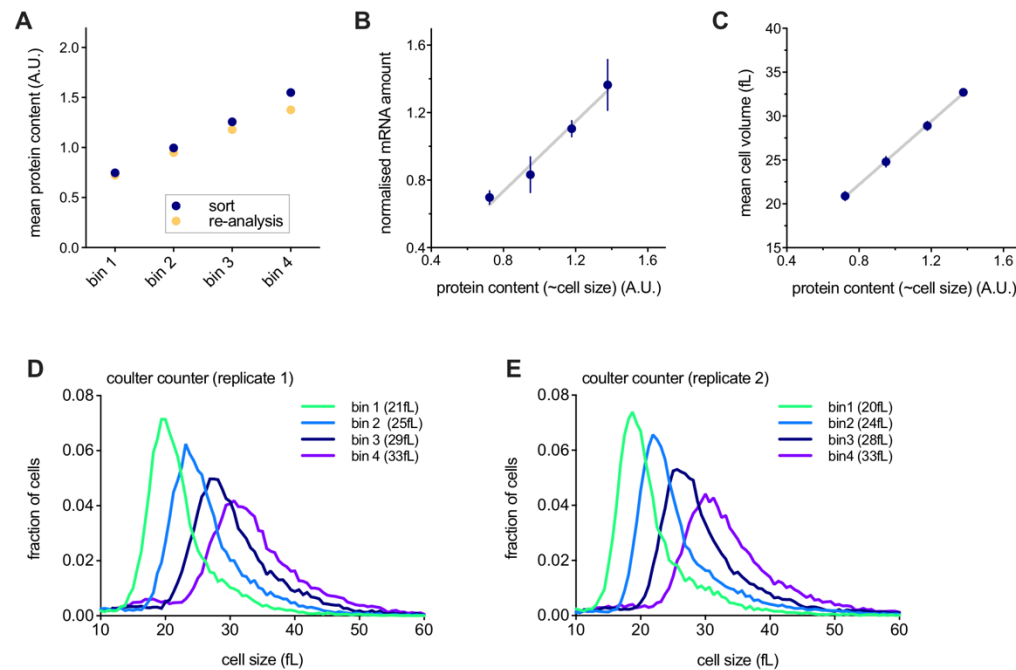 A
mean protein content (A.U.)
2.0
1.5
1.0
0.5
0.0
sort
re-analysis
bin 1
bin 2
bin 3
bin 4
B
normalised mRNA amount
1.6
1.2
0.8
0.4
0.4
0.8
1.2
1.6
protein content (~cell size) (A.U.)
C
mean cell volume (fL)
40
35
30
25
20
15
0.4
0.8
1.2
1.6
protein content (~cell size) (A.U.)
D
coulter counter (replicate 1)
fraction of cells
0.08
0.06
0.04
0.02
0.00
bin 1 (21fL)
bin 2 (25fL)
bin 3 (29fL)
bin 4 (33fL)
10 20 30 40 50 60
cell size (fL)
E
coulter counter (replicate 2)
fraction of cells
0.08
0.06
0.04
0.02
0.00
bin1 (20fL)
bin2 (24fL)
bin3 (28fL)
bin4 (33fL)
10 20 30 40 50 60
cell size (fL)